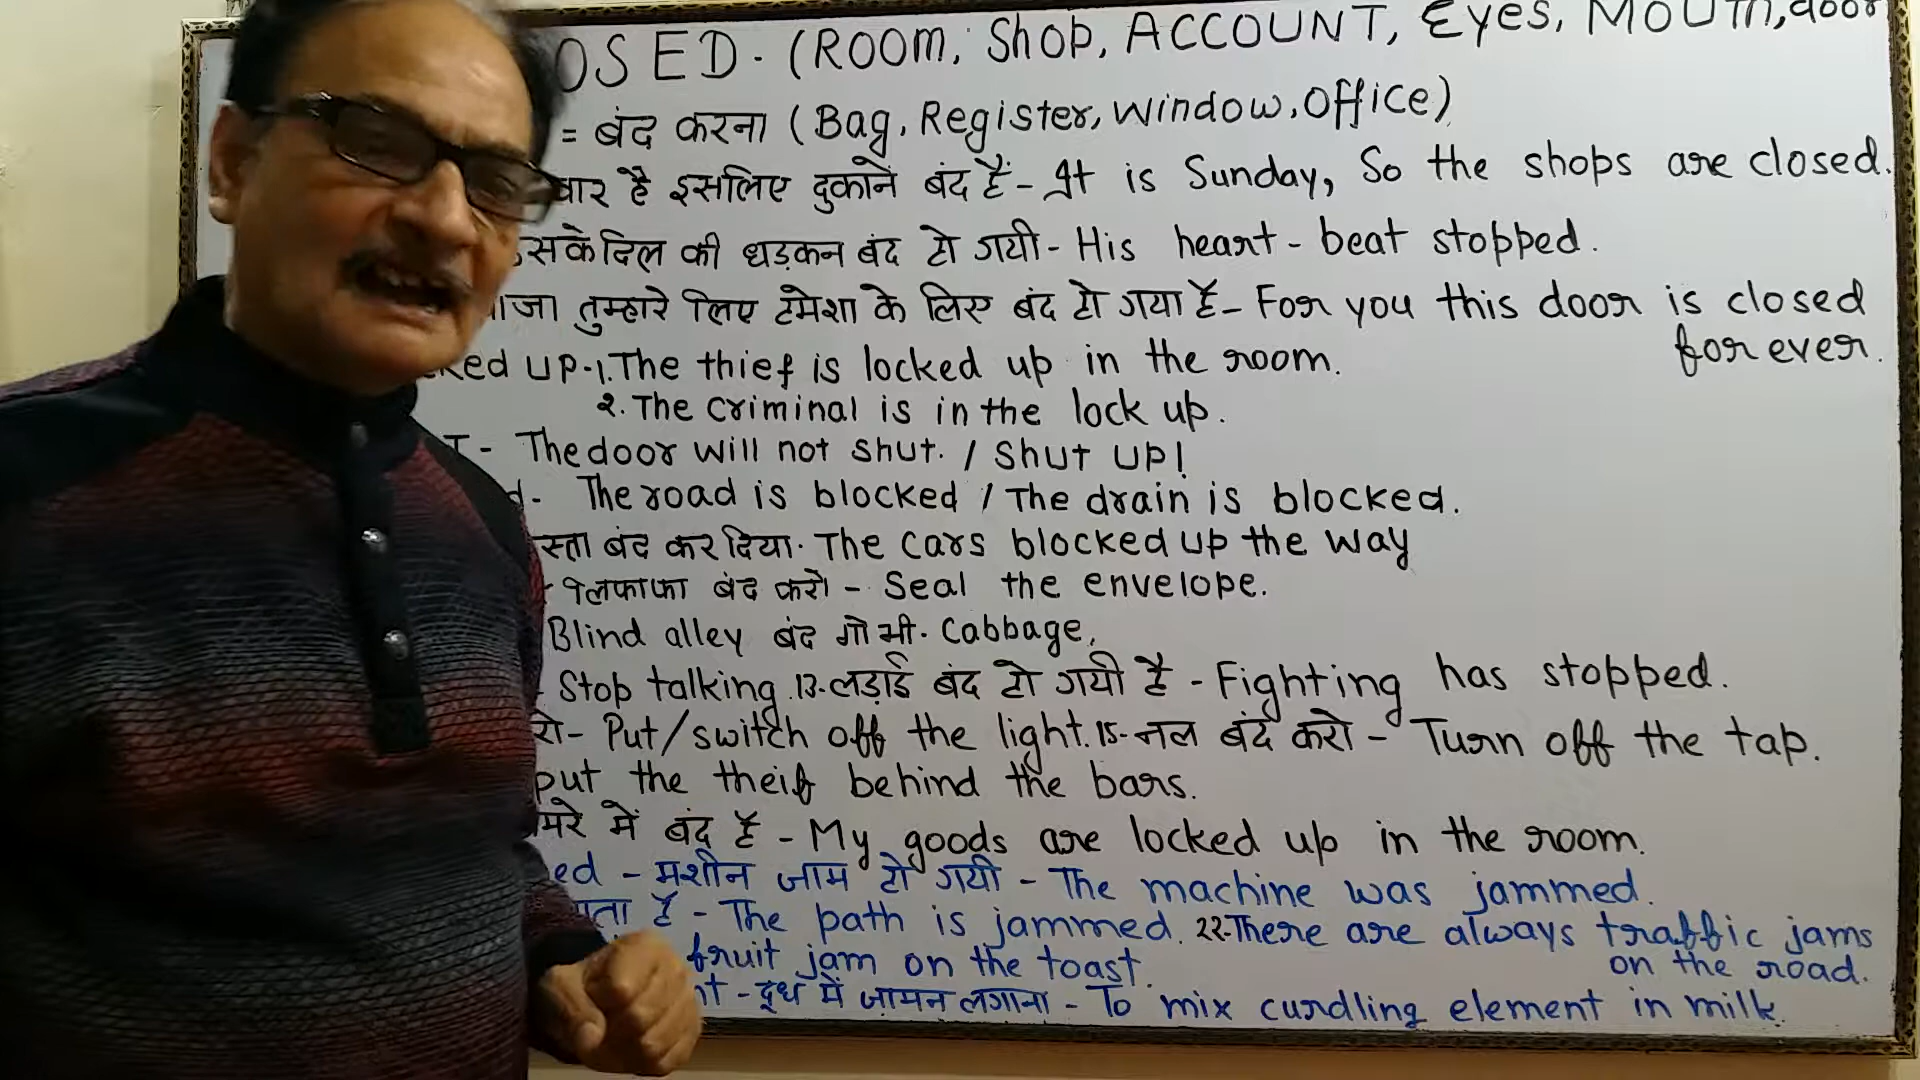 OSED. (ROOM, Shop, ACCOUNT, Eyes, MOUTH, door
= बंद करना (Bag, Register, Window, Office)
वार है इसलिए दुकानें बंद हैं - It is Sunday, So the shops are closed.
सके दिल की धड़कन बंद हो गयी - His heart-beat stopped.
ाजा तुम्हारे लिए हमेशा के लिए बंद हो गया है - For you this door is closed
for ever.
ked UP-1. The thief is locked up in the room.
2. The criminal is in the lock up.
T - The door will not shut. / Shut up!
d- The road is blocked / The drain is blocked.
स्ता बंद कर दिया. The cars blocked up the way
लिफाफा बंद करो - Seal the envelope.
Blind alley बंद गोभी. Cabbage,
Stop talking. 13-लड़ाई बंद हो गयी है - Fighting has stopped.
रो- Put/switch off the light. 15-नल बंद करो - Turn off the tap.
put the theif behind the bars.
मरे में बंद है - My goods are locked up in the room.
ed - मशीन जाम हो गयी - The machine was jammed.
ाता है - The path is jammed. 22-There are always traffic jams
on the road.
fruit jam on the toast.
nt - दूध में जामन लगाना - To mix curdling element in milk.